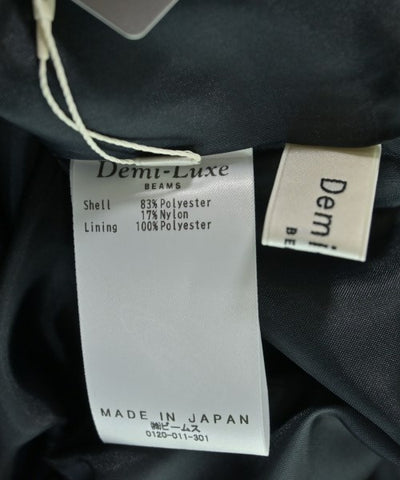 Demi-Luxe
BEAMS
Shell 83% Polyester
17% Nylon
Lining 100% Polyester
MADE IN JAPAN
㈱ビームス
0120-011-301
Demi
BE